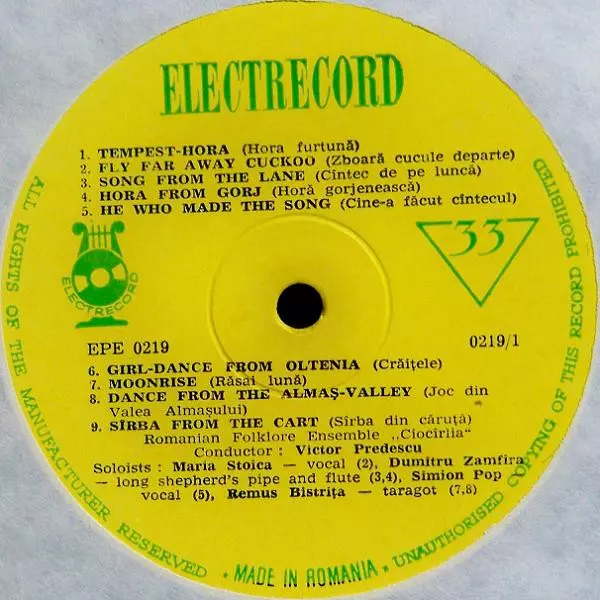 ELECTRECORD
1. TEMPEST-HORA (Hora furtună)
2. FLY FAR AWAY CUCKOO (Zboară cucule departe)
3. SONG FROM THE LANE (Cîntec de pe luncă)
4. HORA FROM GORJ (Horă gorjenească)
5. HE WHO MADE THE SONG (Cine-a făcut cîntecul)
ELECTRECORD
33
EPE 0219
0219/1
6. GIRL-DANCE FROM OLTENIA (Crăițele)
7. MOONRISE (Răsai lună)
8. DANCE FROM THE ALMAȘ-VALLEY (Joc din
Valea Almașului)
9. SÎRBA FROM THE CART (Sîrba din căruță)
Romanian Folklore Ensemble „Ciocîrlia"
Conductor : Victor Predescu
Soloists : Maria Stoica — vocal (2), Dumitru Zamfira
— long shepherd's pipe and flute (3,4), Simion Pop
vocal (5), Remus Bistrița — taragot (7,8)
ALL RIGHTS OF THE MANUFACTURER RESERVED • MADE IN ROMANIA • UNAUTHORISED COPYING OF THIS RECORD PROHIBITED